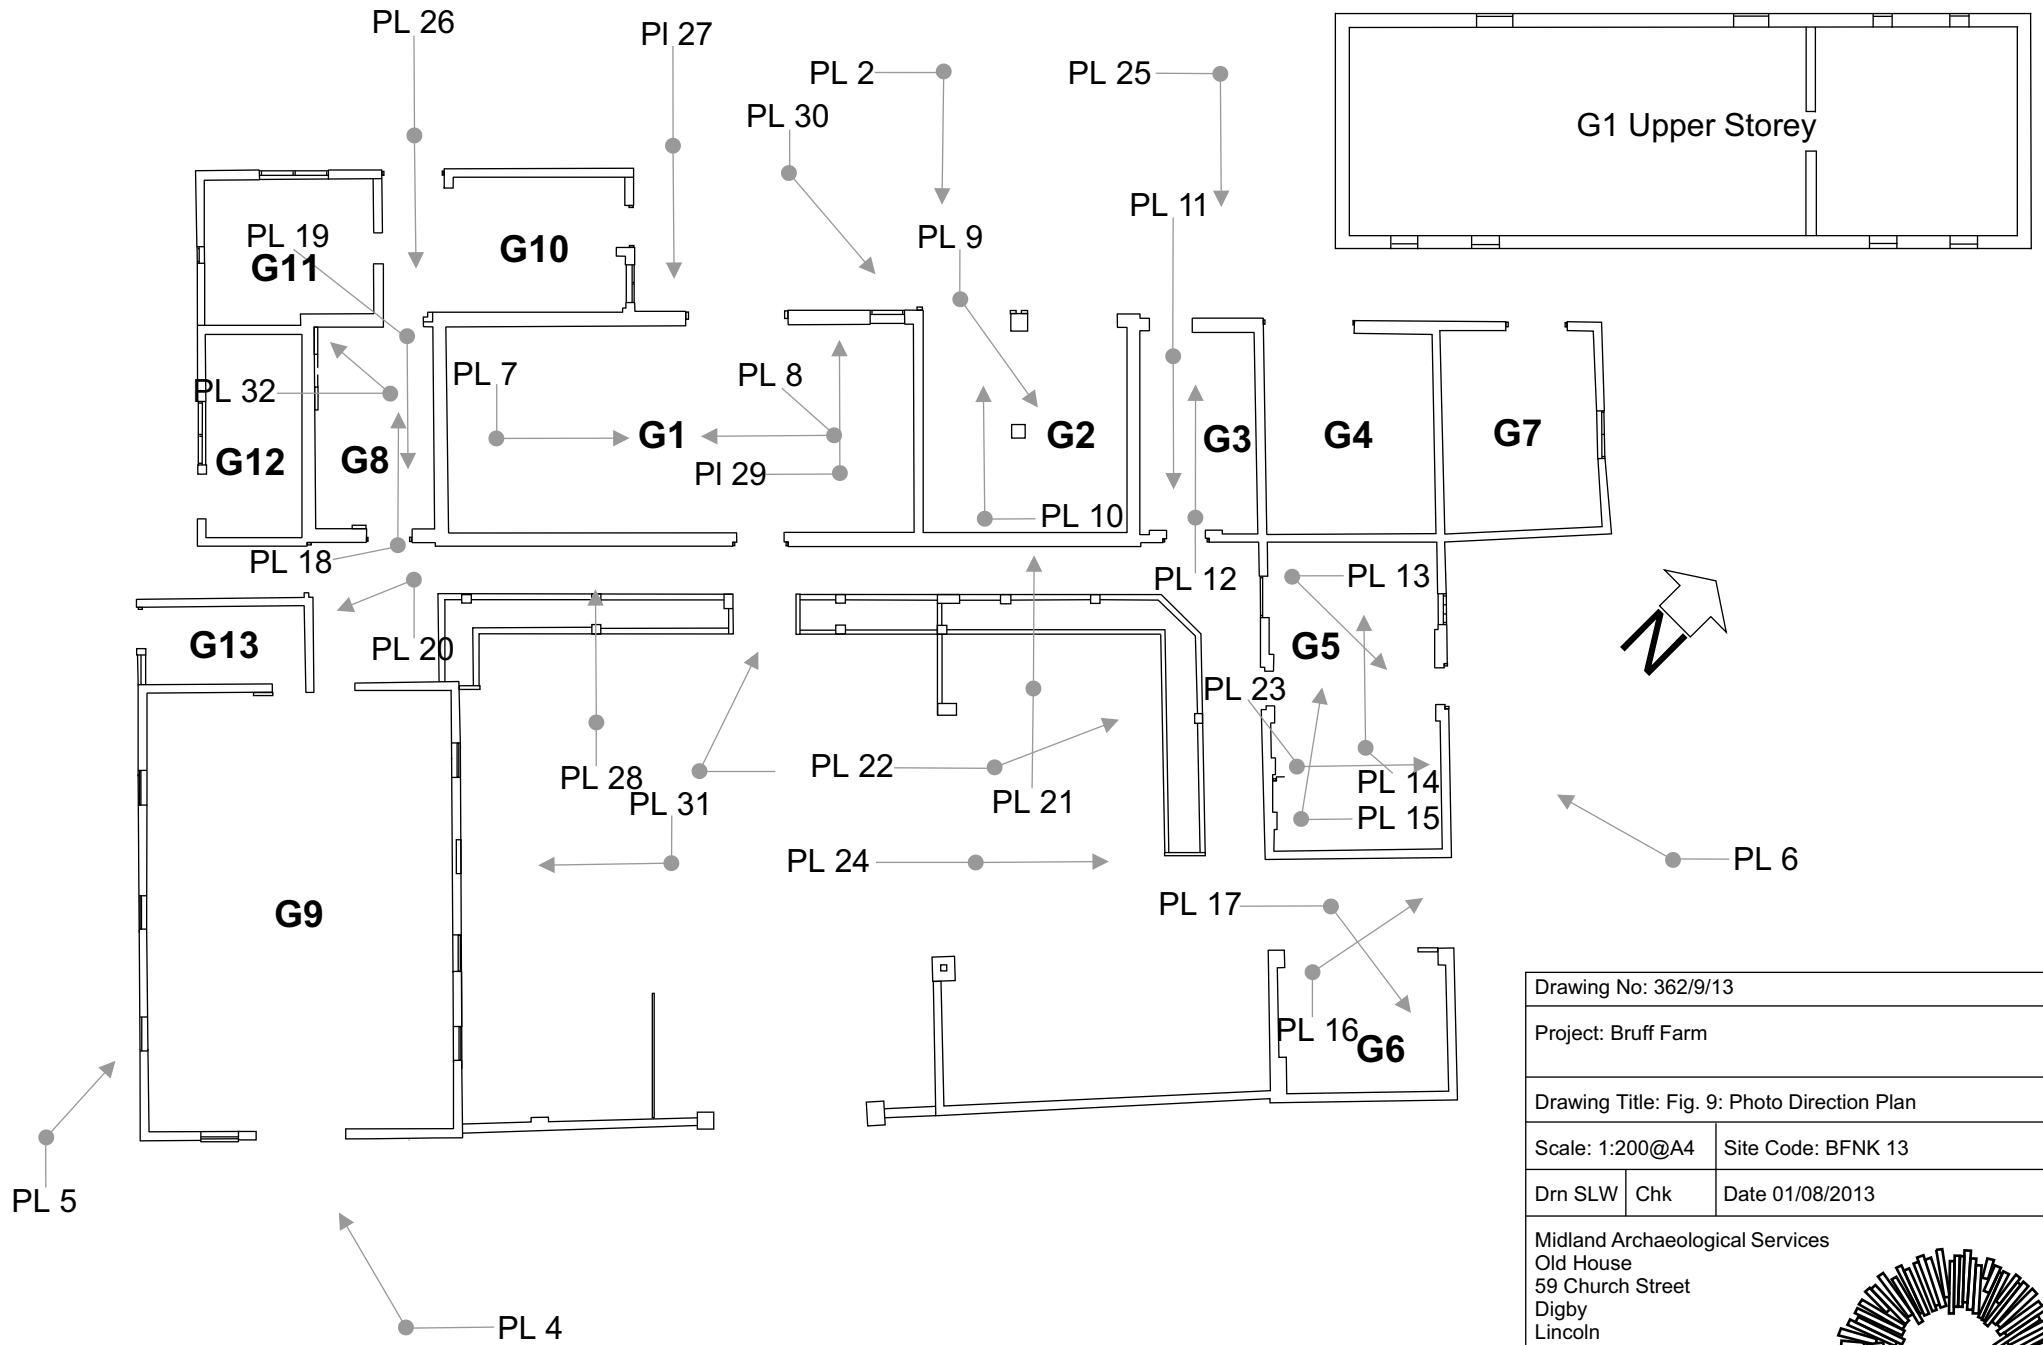 PL 26
Pl 27
PL 2
PL 25
PL 30
G1 Upper Storey
PL 11
PL 19
PL 9
G11
G10
PL 7
PL 8
PL 32
G1
G2
G3
G4
G7
G12
G8
Pl 29
PL 10
PL 18
PL 12
PL 13
G13
PL 20
G5
PL 23
PL 28
PL 22
PL 14
PL 31
PL 21
PL 15
PL 24
PL 6
G9
PL 17
PL 16
G6
N
PL 5
PL 4
Drawing No: 362/9/13
Project: Bruff Farm
Drawing Title: Fig. 9: Photo Direction Plan
Scale: 1:200@A4
Site Code: BFNK 13
Drn SLW
Chk
Date 01/08/2013
Midland Archaeological Services
Old House
59 Church Street
Digby
Lincoln